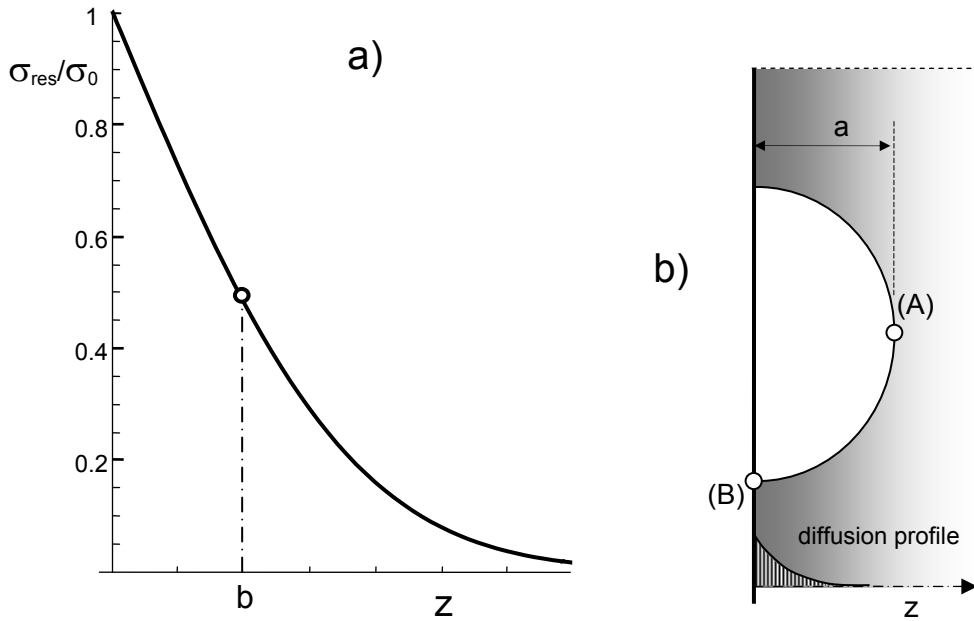 1
a)
σres/σ0
0.8
0.6
0.4
0.2
b
z
b)
a
(A)
(B)
diffusion profile
z